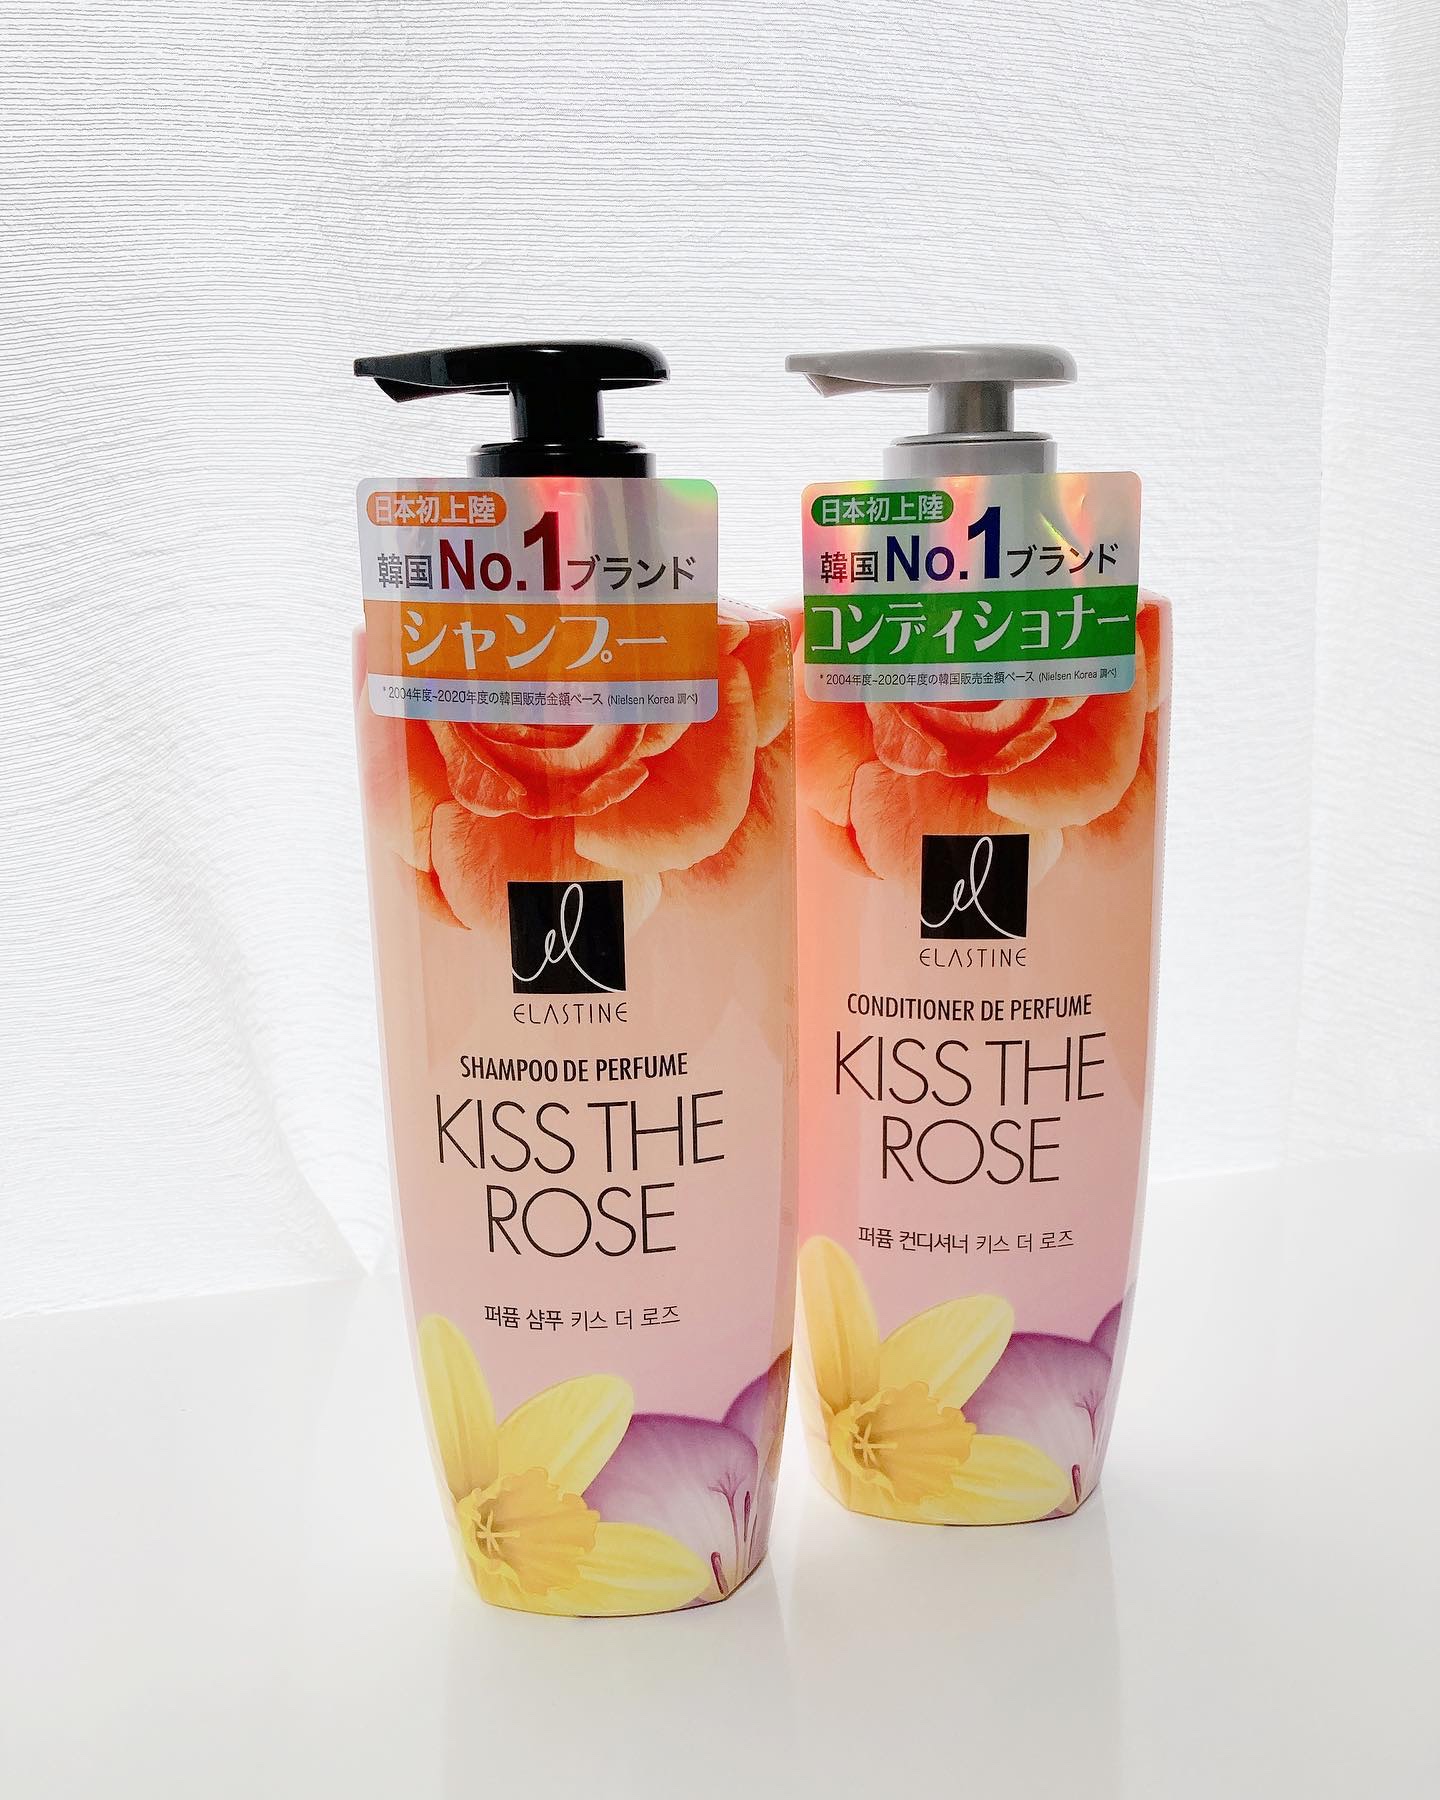 日本初上陸
韓国No.1ブランド
シャンプー
*2004年度~2020年度の韓国販売金額ベース (Nielsen Korea 調べ)
el
ELASTINE
SHAMPOO DE PERFUME
KISS THE
ROSE
퍼퓸 샴푸 키스 더 로즈
日本初上陸
韓国No.1ブランド
コンディショナー
*2004年度~2020年度の韓国販売金額ベース (Nielsen Korea 調べ)
el
ELASTINE
CONDITIONER DE PERFUME
KISS THE
ROSE
퍼퓸 컨디셔너 키스 더 로즈